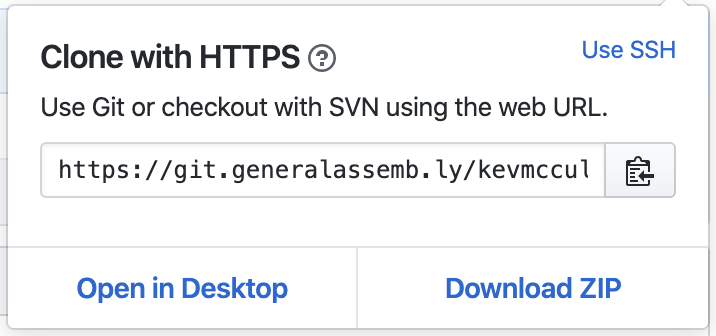 Clone with HTTPS ?
Use SSH
Use Git or checkout with SVN using the web URL.
https://git.generalassemb.ly/kevmccul
Open in Desktop
Download ZIP